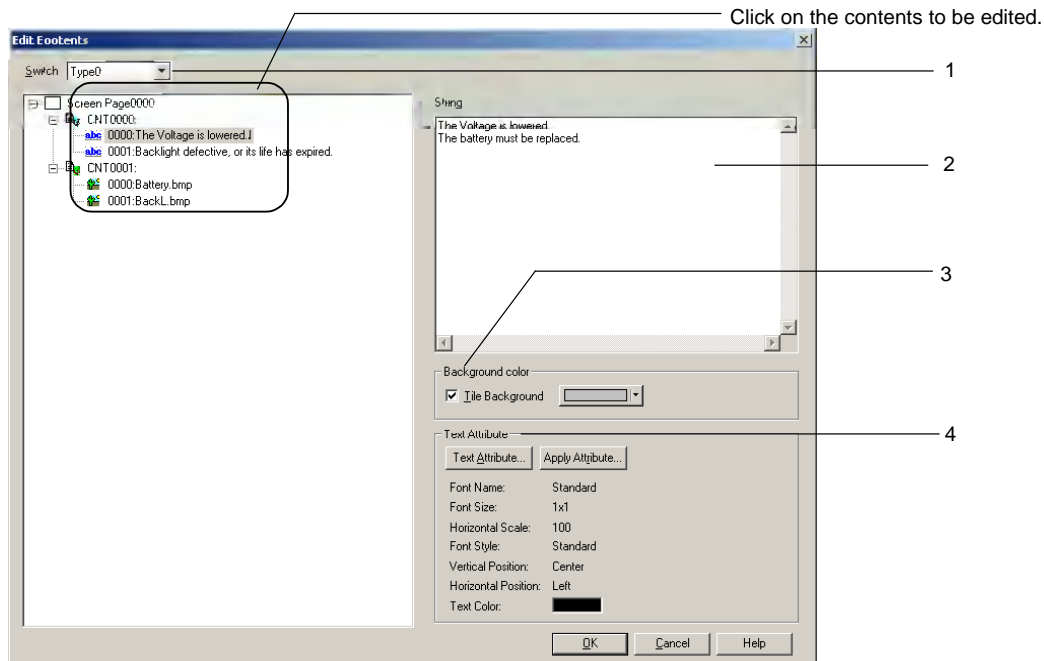 Click on the contents to be edited.
Edit Eootents
Switch Type0
1
Screen Page0000
CNT0000:
abc 0000:The Voltage is lowered.↓
abc 0001:Backlight defective, or its life has expired.
CNT0001:
0000:Battery.bmp
0001:BackL.bmp
String
The Voltage is lowered.
The battery must be replaced.
2
3
Background color
Tile Background
Text Attribute
4
Text Attribute... Apply Attribute...
Font Name: Standard
Font Size: 1x1
Horizontal Scale: 100
Font Style: Standard
Vertical Position: Center
Horizontal Position: Left
Text Color:
OK Cancel Help